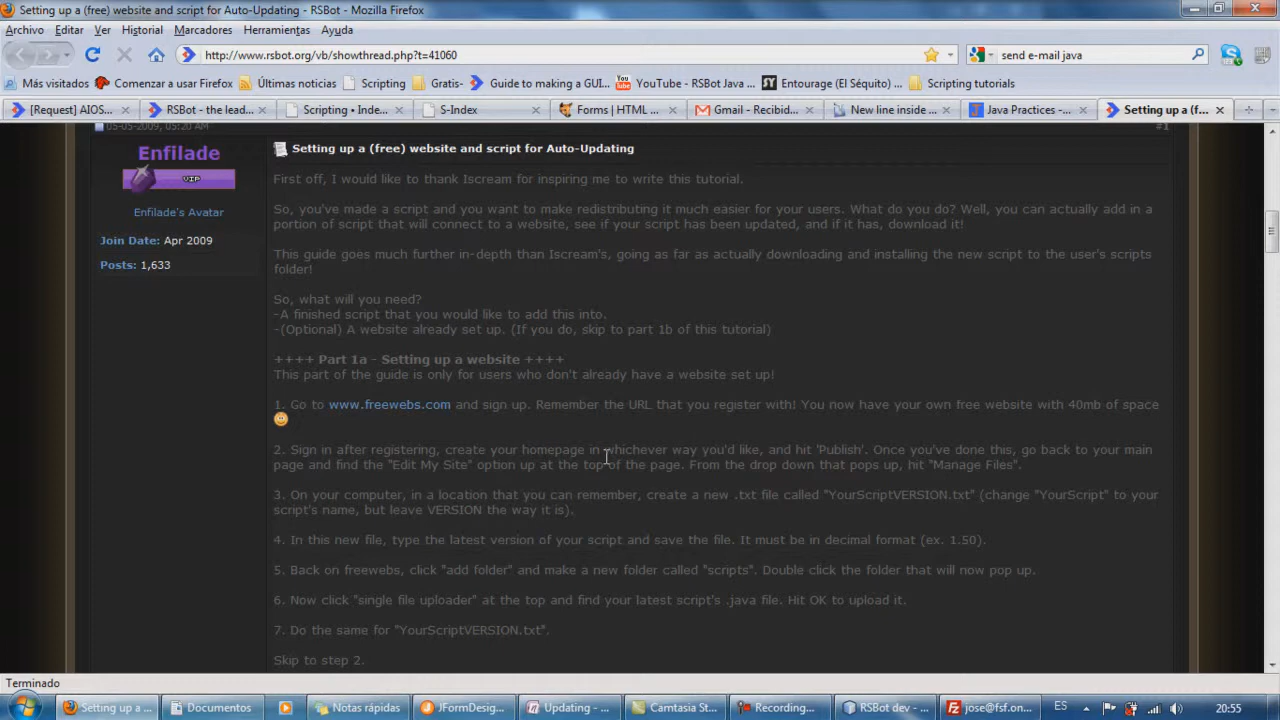 Setting up a (free) website and script for Auto-Updating - RSBot - Mozilla Firefox
Archivo Editar Ver Historial Marcadores Herramientas Ayuda
http://www.rsbot.org/vb/showthread.php?t=41060
send e-mail java
Más visitados Comenzar a usar Firefox Últimas noticias Scripting Gratis- Guide to making a GUI... YouTube - RSBot Java ... Entourage (El Séquito) ... Scripting tutorials
[Request] AIOS... RSBot - the lead... Scripting • Inde... S-Index Forms | HTML ... Gmail - Recibid... New line inside ... Java Practices -... Setting up a (f...
05-05-2009, 05:20 AM #1
Enfilade
VIP
Enfilade's Avatar
Join Date: Apr 2009
Posts: 1,633
Setting up a (free) website and script for Auto-Updating
First off, I would like to thank Iscream for inspiring me to write this tutorial.
So, you've made a script and you want to make redistributing it much easier for your users. What do you do? Well, you can actually add in a
portion of script that will connect to a website, see if your script has been updated, and if it has, download it!
This guide goes much further in-depth than Iscream's, going as far as actually downloading and installing the new script to the user's scripts
folder!
So, what will you need?
-A finished script that you would like to add this into.
-(Optional) A website already set up. (If you do, skip to part 1b of this tutorial)
++++ Part 1a - Setting up a website ++++
This part of the guide is only for users who don't already have a website set up!
1. Go to www.freewebs.com and sign up. Remember the URL that you register with! You now have your own free website with 40mb of space
2. Sign in after registering, create your homepage in whichever way you'd like, and hit 'Publish'. Once you've done this, go back to your main
page and find the "Edit My Site" option up at the top of the page. From the drop down that pops up, hit "Manage Files".
3. On your computer, in a location that you can remember, create a new .txt file called "YourScriptVERSION.txt" (change "YourScript" to your
script's name, but leave VERSION the way it is).
4. In this new file, type the latest version of your script and save the file. It must be in decimal format (ex. 1.50).
5. Back on freewebs, click "add folder" and make a new folder called "scripts". Double click the folder that will now pop up.
6. Now click "single file uploader" at the top and find your latest script's .java file. Hit OK to upload it.
7. Do the same for "YourScriptVERSION.txt".
Skip to step 2.
Terminado
Setting up a ... Documentos Notas rápidas JFormDesig... Updating - ... Camtasia St... Recording... RSBot dev - ... jose@fsf.on... ES 20:55